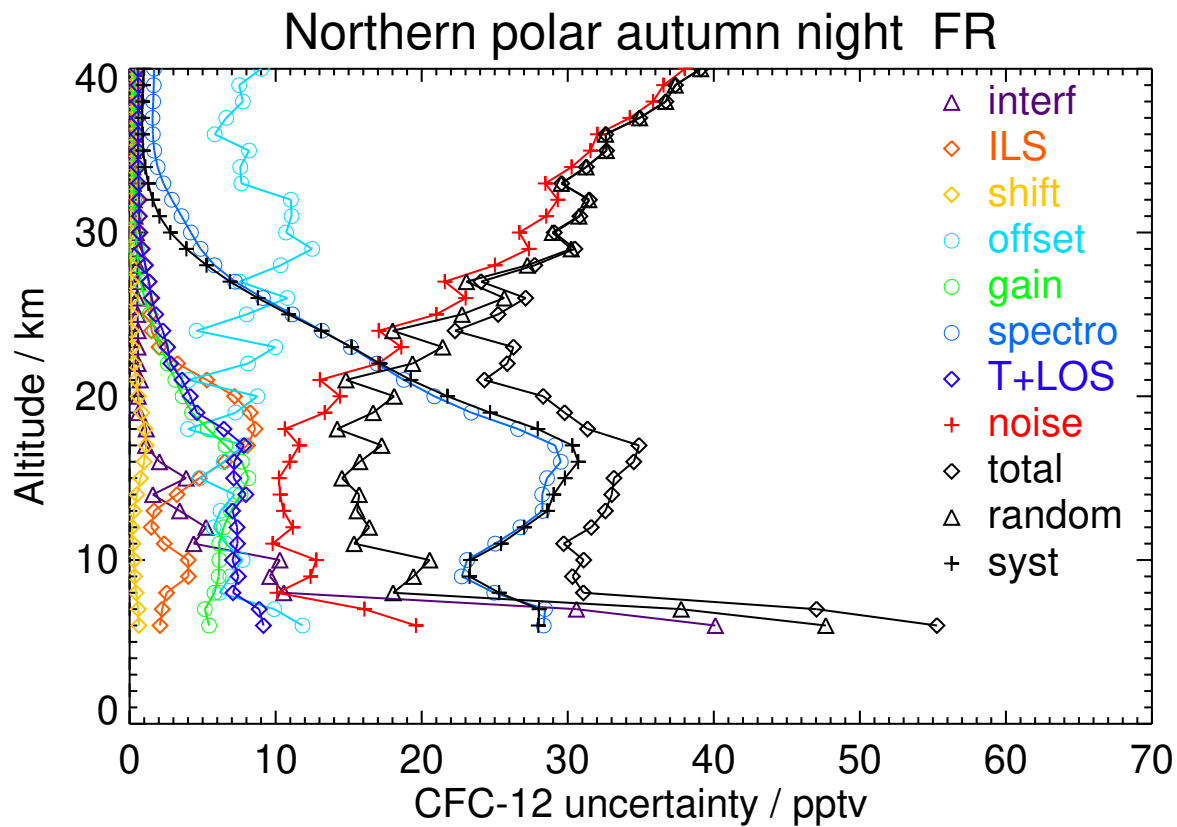 Northern polar autumn night FR
40
30
20
10
0
Altitude / km
interf
ILS
shift
offset
gain
spectro
T+LOS
noise
total
random
syst
0 10 20 30 40 50 60 70
CFC-12 uncertainty / pptv